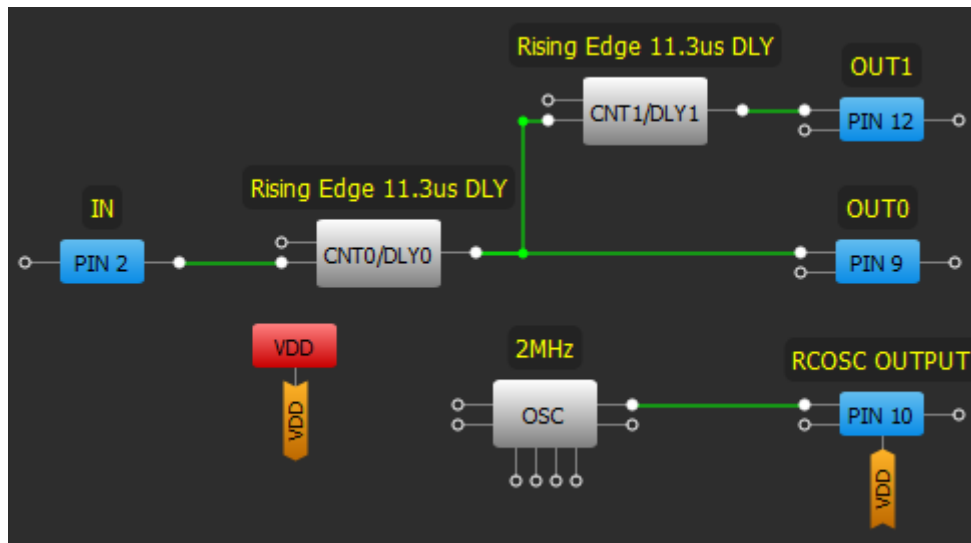 Rising Edge 11.3us DLY
OUT1
CNT1/DLY1
PIN 12
Rising Edge 11.3us DLY
IN
OUT0
PIN 2
CNT0/DLY0
PIN 9
VDD
2MHz
RCOSC OUTPUT
VDD
OSC
PIN 10
VDD